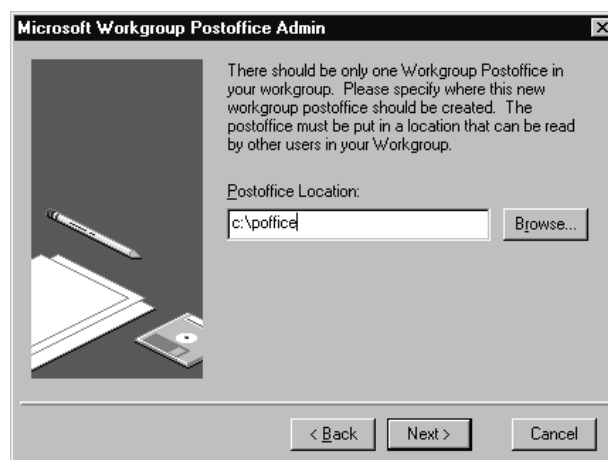 Microsoft Workgroup Postoffice Admin
There should be only one Workgroup Postoffice in
your workgroup. Please specify where this new
workgroup postoffice should be created. The
postoffice must be put in a location that can be read
by other users in your Workgroup.
Postoffice Location:
c:\poffice
Browse...
< Back
Next >
Cancel